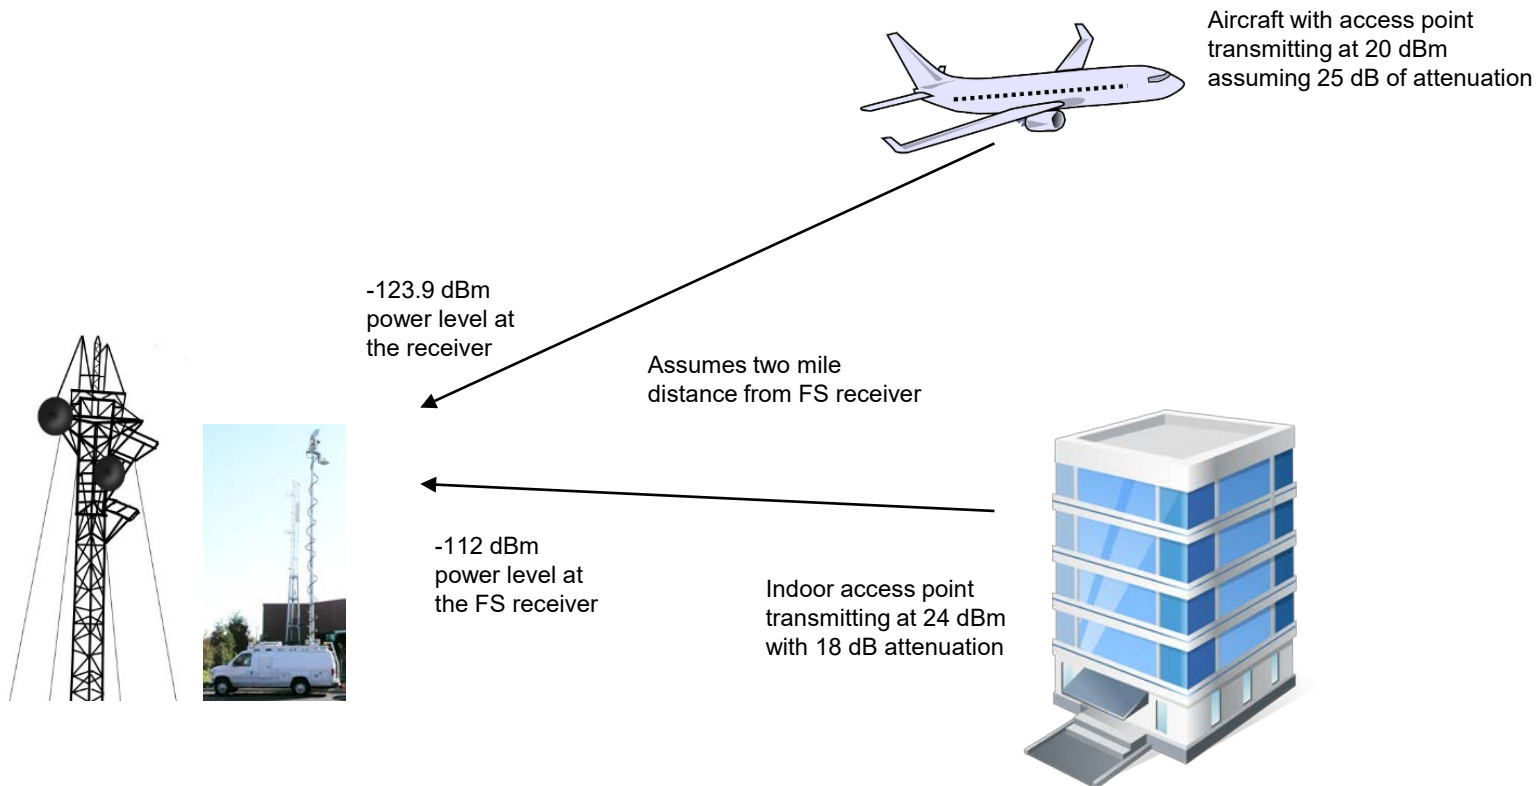 Aircraft with access point
transmitting at 20 dBm
assuming 25 dB of attenuation
-123.9 dBm
power level at
the receiver
Assumes two mile
distance from FS receiver
-112 dBm
power level at
the FS receiver
Indoor access point
transmitting at 24 dBm
with 18 dB attenuation